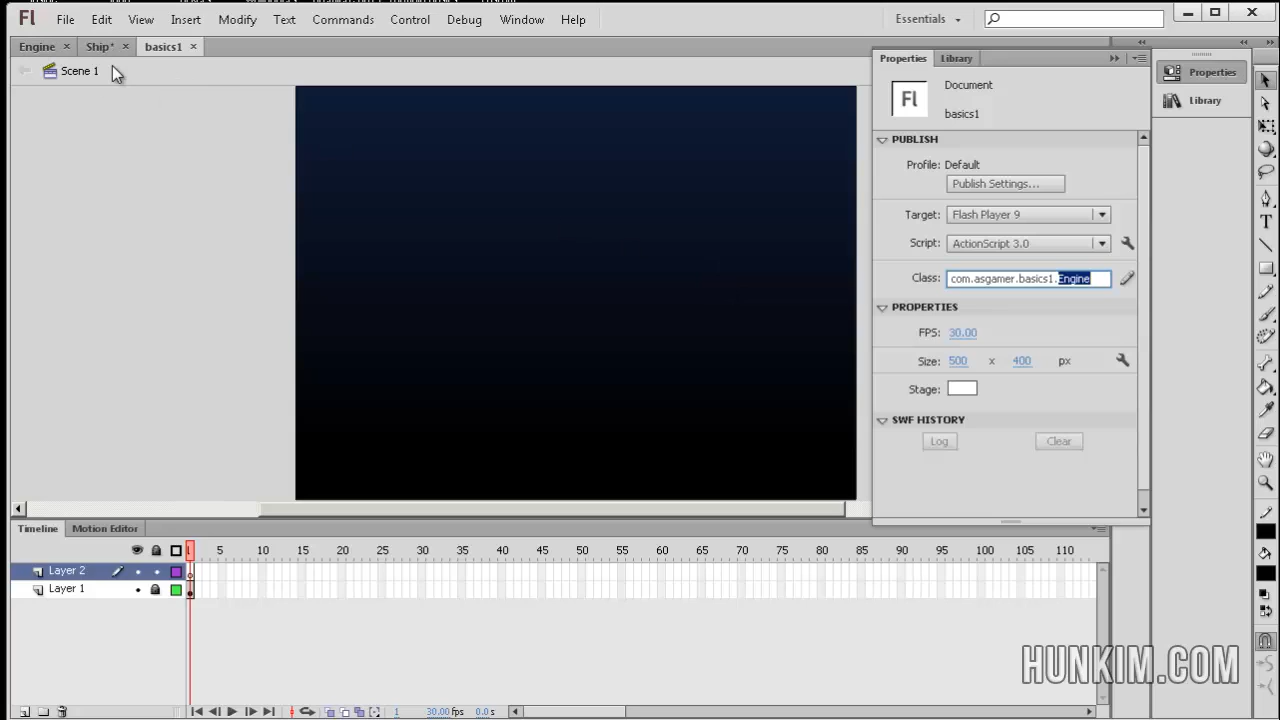 Fl File Edit View Insert Modify Text Commands Control Debug Window Help Essentials
Engine × Ship* × basics1 ×
Scene 1
Properties Library
Fl Document
basics1
PUBLISH
Profile: Default
Publish Settings...
Target: Flash Player 9
Script: ActionScript 3.0
Class: com.asgamer.basics1.Engine
PROPERTIES
FPS: 30.00
Size: 500 x 400 px
Stage:
SWF HISTORY
Log Clear
Properties
Library
Timeline Motion Editor
1 5 10 15 20 25 30 35 40 45 50 55 60 65 70 75 80 85 90 95 100 105 110
Layer 2
Layer 1
1 30.00 fps 0.0 s
HUNKIM.COM